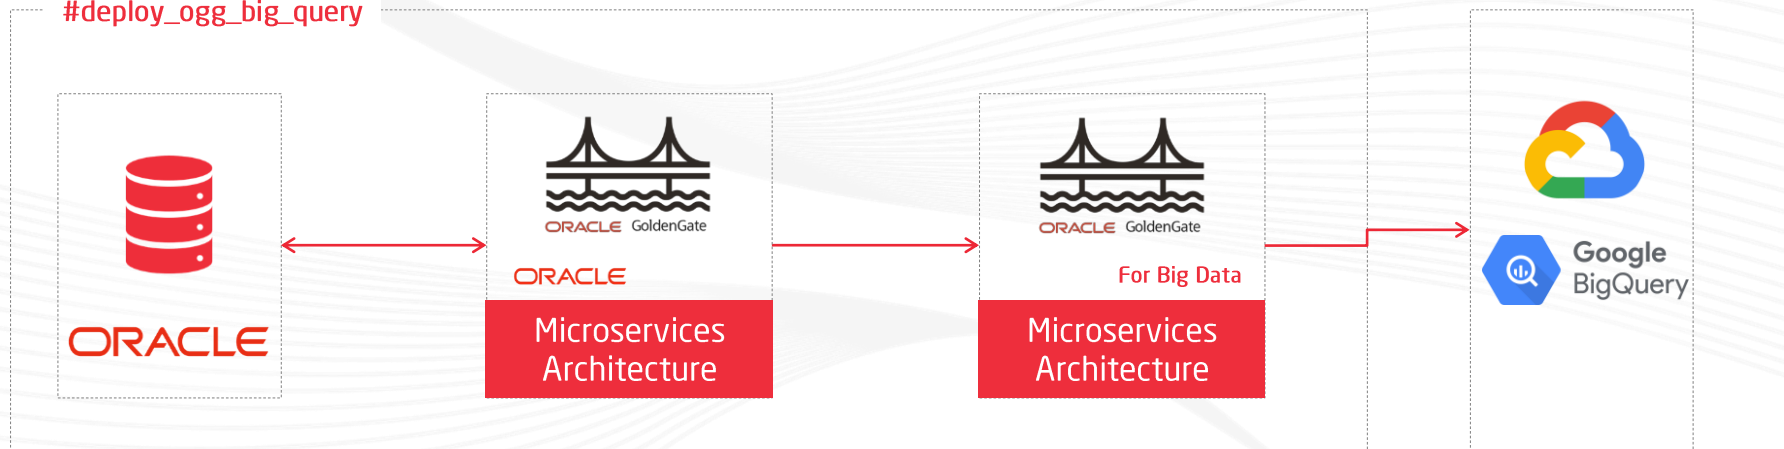 #deploy_ogg_big_query
ORACLE
ORACLE GoldenGate
ORACLE
Microservices
Architecture
ORACLE GoldenGate
For Big Data
Microservices
Architecture
Google
BigQuery